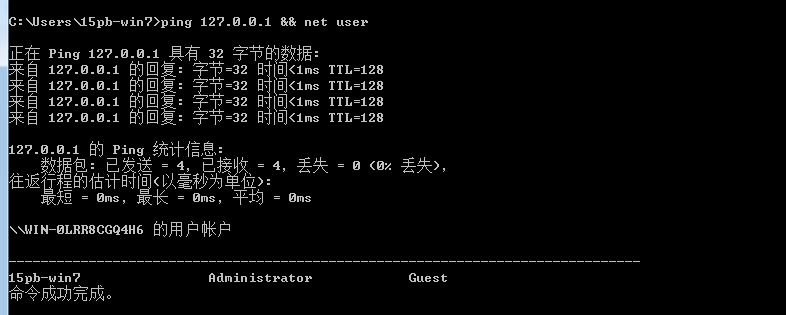 C:\Users\15pb-win7>ping 127.0.0.1 && net user
正在 Ping 127.0.0.1 具有 32 字节的数据:
来自 127.0.0.1 的回复: 字节=32 时间<1ms TTL=128
来自 127.0.0.1 的回复: 字节=32 时间<1ms TTL=128
来自 127.0.0.1 的回复: 字节=32 时间<1ms TTL=128
来自 127.0.0.1 的回复: 字节=32 时间<1ms TTL=128
127.0.0.1 的 Ping 统计信息:
数据包: 已发送 = 4，已接收 = 4，丢失 = 0 (0% 丢失)，
往返行程的估计时间(以毫秒为单位):
最短 = 0ms，最长 = 0ms，平均 = 0ms
\\WIN-0LRR8CGQ4H6 的用户帐户
-------------------------------------------------------------------------------
15pb-win7 Administrator Guest
命令成功完成。